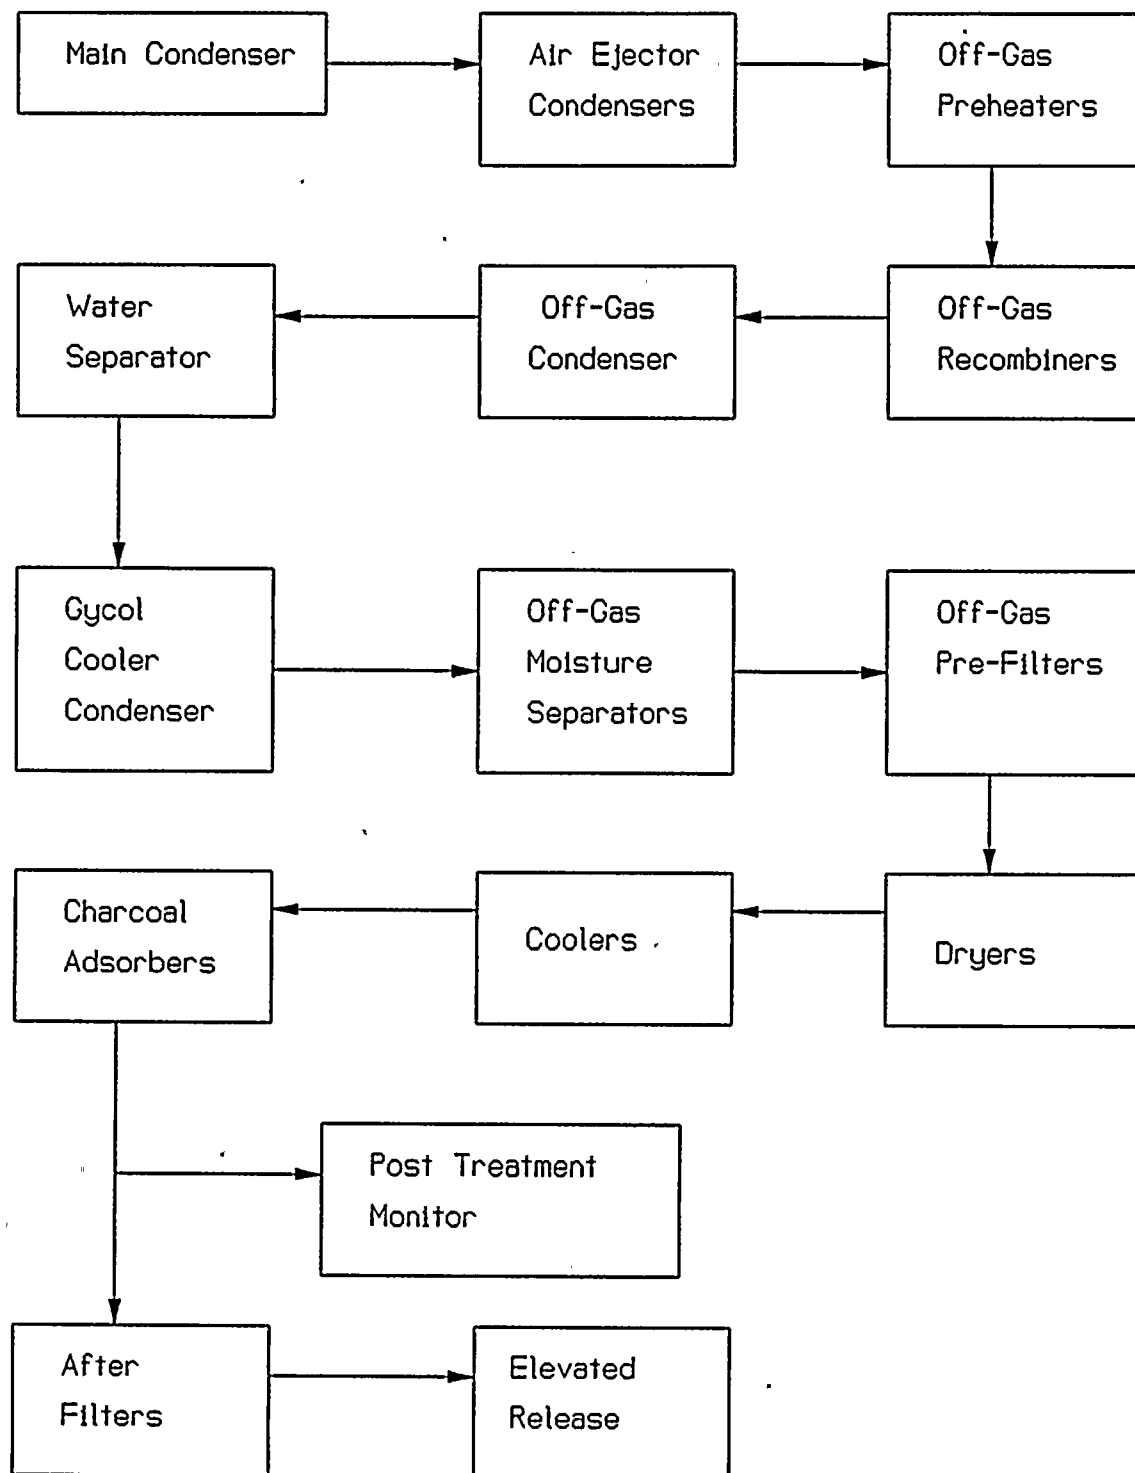 Main Condenser
Air Ejector
Condensers
Off-Gas
Preheaters
Water
Separator
Off-Gas
Condenser
Off-Gas
Recombiners
Gycol
Cooler
Condenser
Off-Gas
Moisture
Separators
Off-Gas
Pre-Filters
Charcoal
Adsorbers
Coolers
Dryers
Post Treatment
Monitor
After
Filters
Elevated
Release